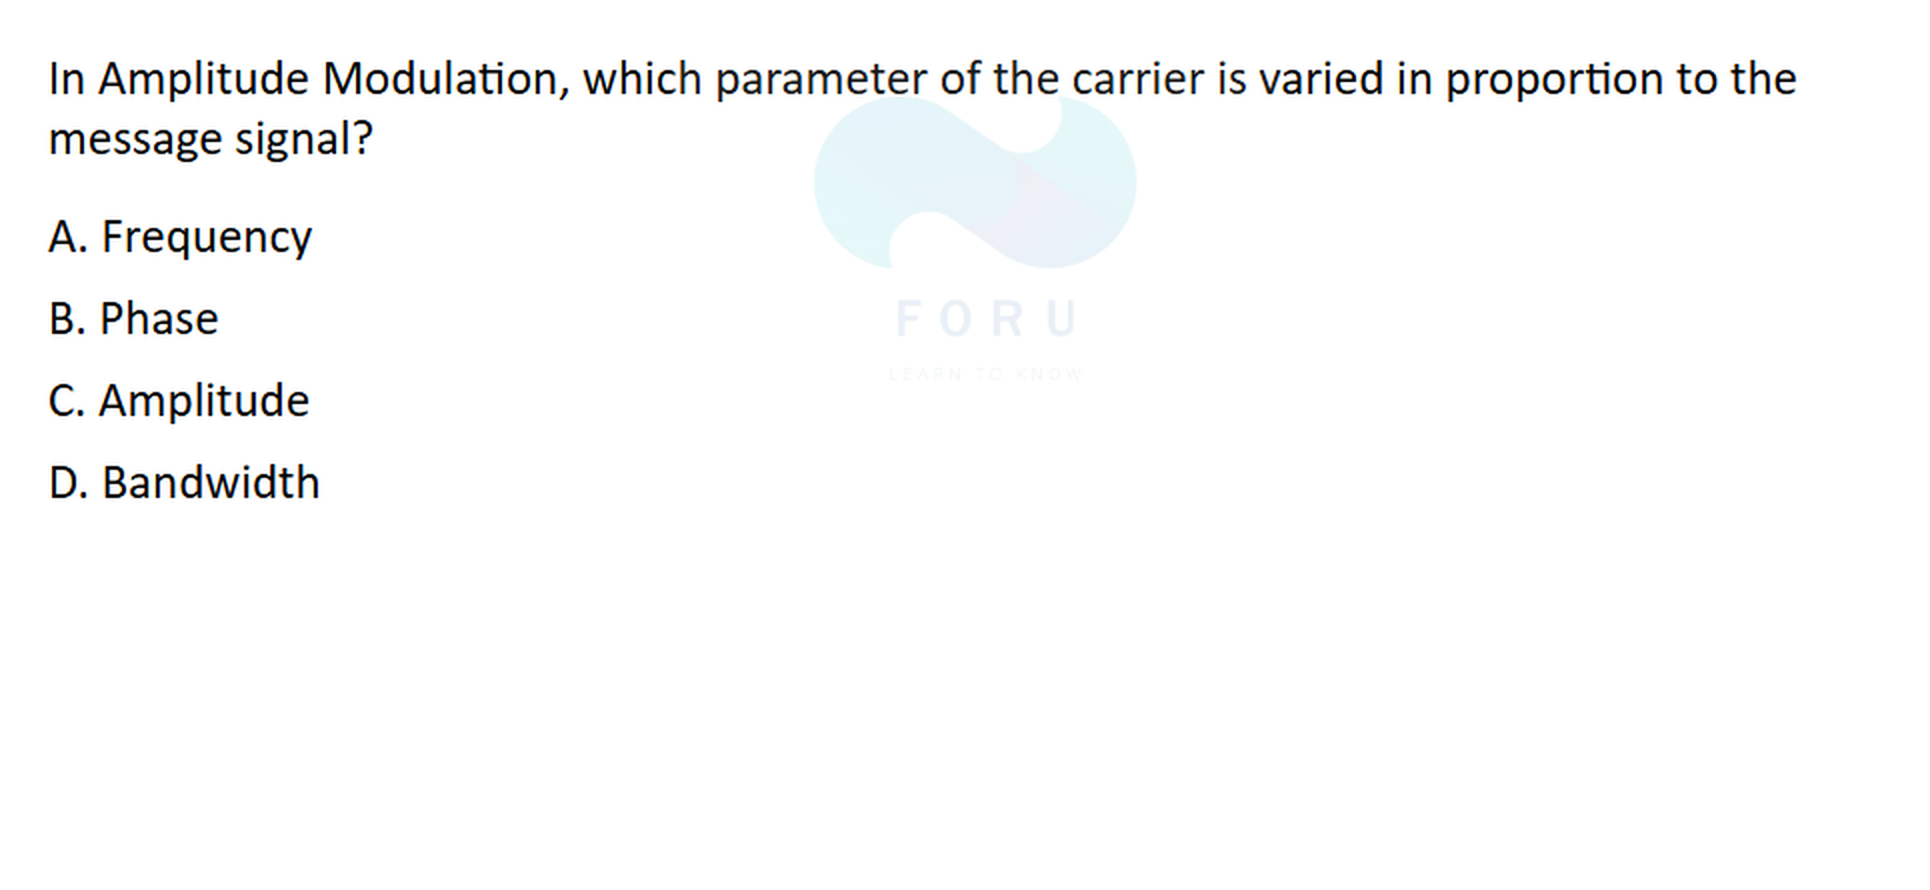 In Amplitude Modulation, which parameter of the carrier is varied in proportion to the
message signal?
A. Frequency
B. Phase
C. Amplitude
D. Bandwidth
FORU
LEARN TO KNOW